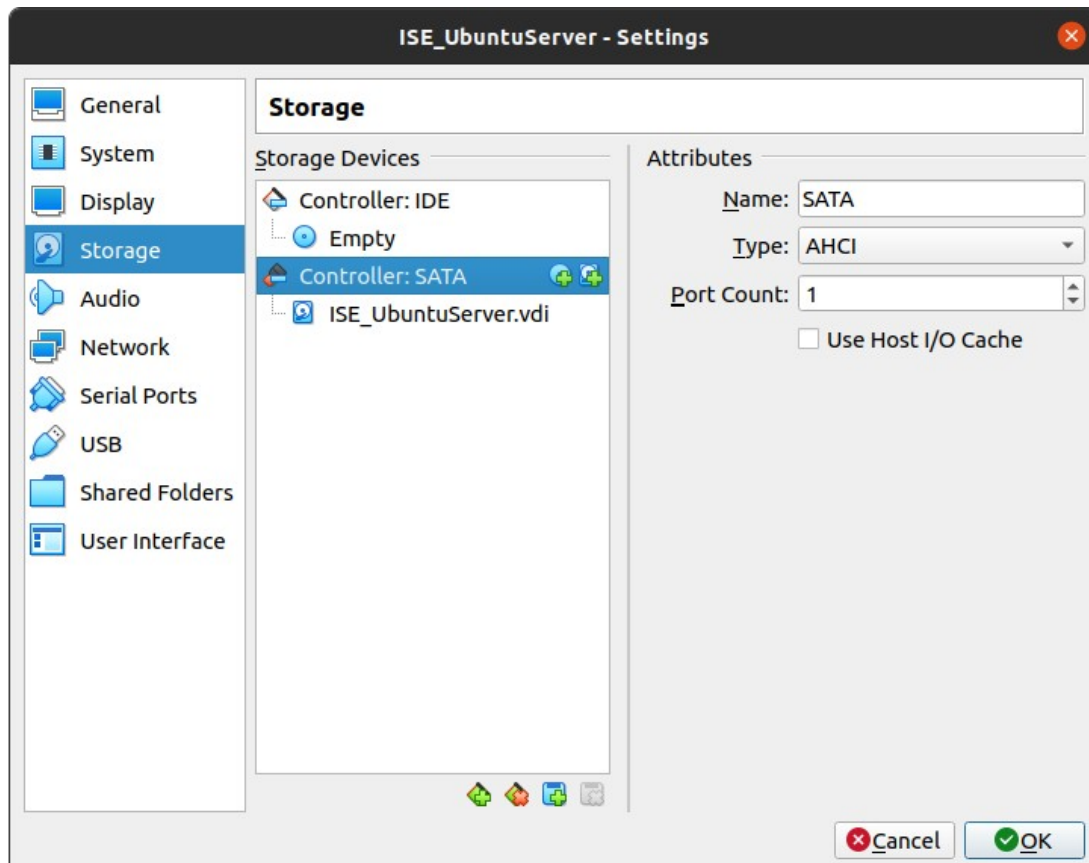 ISE_UbuntuServer - Settings
General
System
Display
Storage
Audio
Network
Serial Ports
USB
Shared Folders
User Interface
Storage
Storage Devices
Controller: IDE
Empty
Controller: SATA
ISE_UbuntuServer.vdi
Attributes
Name: SATA
Type: AHCI
Port Count: 1
Use Host I/O Cache
Cancel
OK